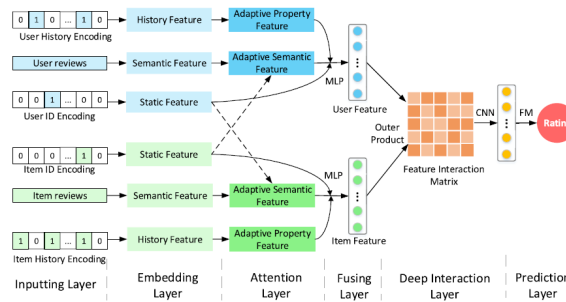 0 1 0 ... 1 0
History Feature
Adaptive Property
Feature
User History Encoding
User reviews
Semantic Feature
Adaptive Semantic
Feature
MLP
0 0 1 ... 0 0
Static Feature
User ID Encoding
User Feature
Outer
Product
CNN
FM
Rating
0 0 0 ... 1 0
Static Feature
Item ID Encoding
Feature Interaction
Matrix
MLP
Item reviews
Semantic Feature
Adaptive Semantic
Feature
1 0 1 ... 1 0
History Feature
Adaptive Property
Feature
Item Feature
Item History Encoding
Inputting Layer
Embedding
Layer
Attention
Layer
Fusing
Layer
Deep Interaction
Layer
Prediction
Layer